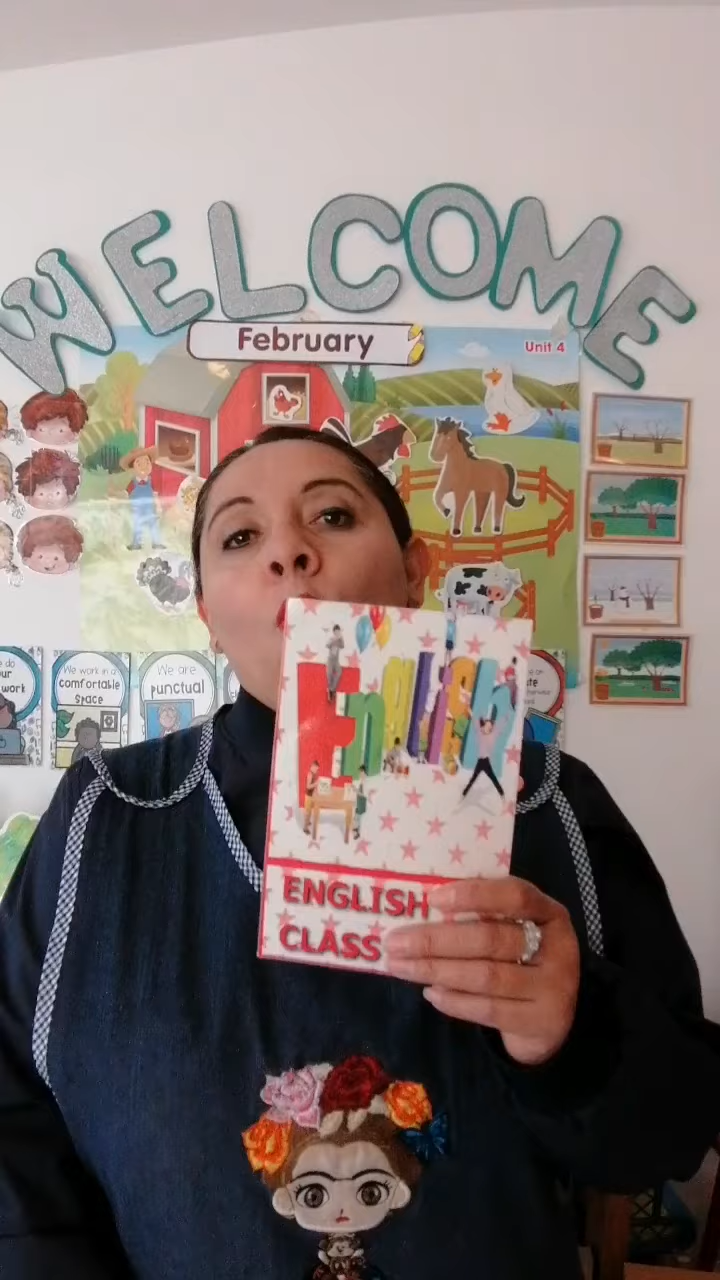 WELCOME
February
Unit 4
We work in a
comfortable
space
We are
punctual
English
ENGLISH
CLASS